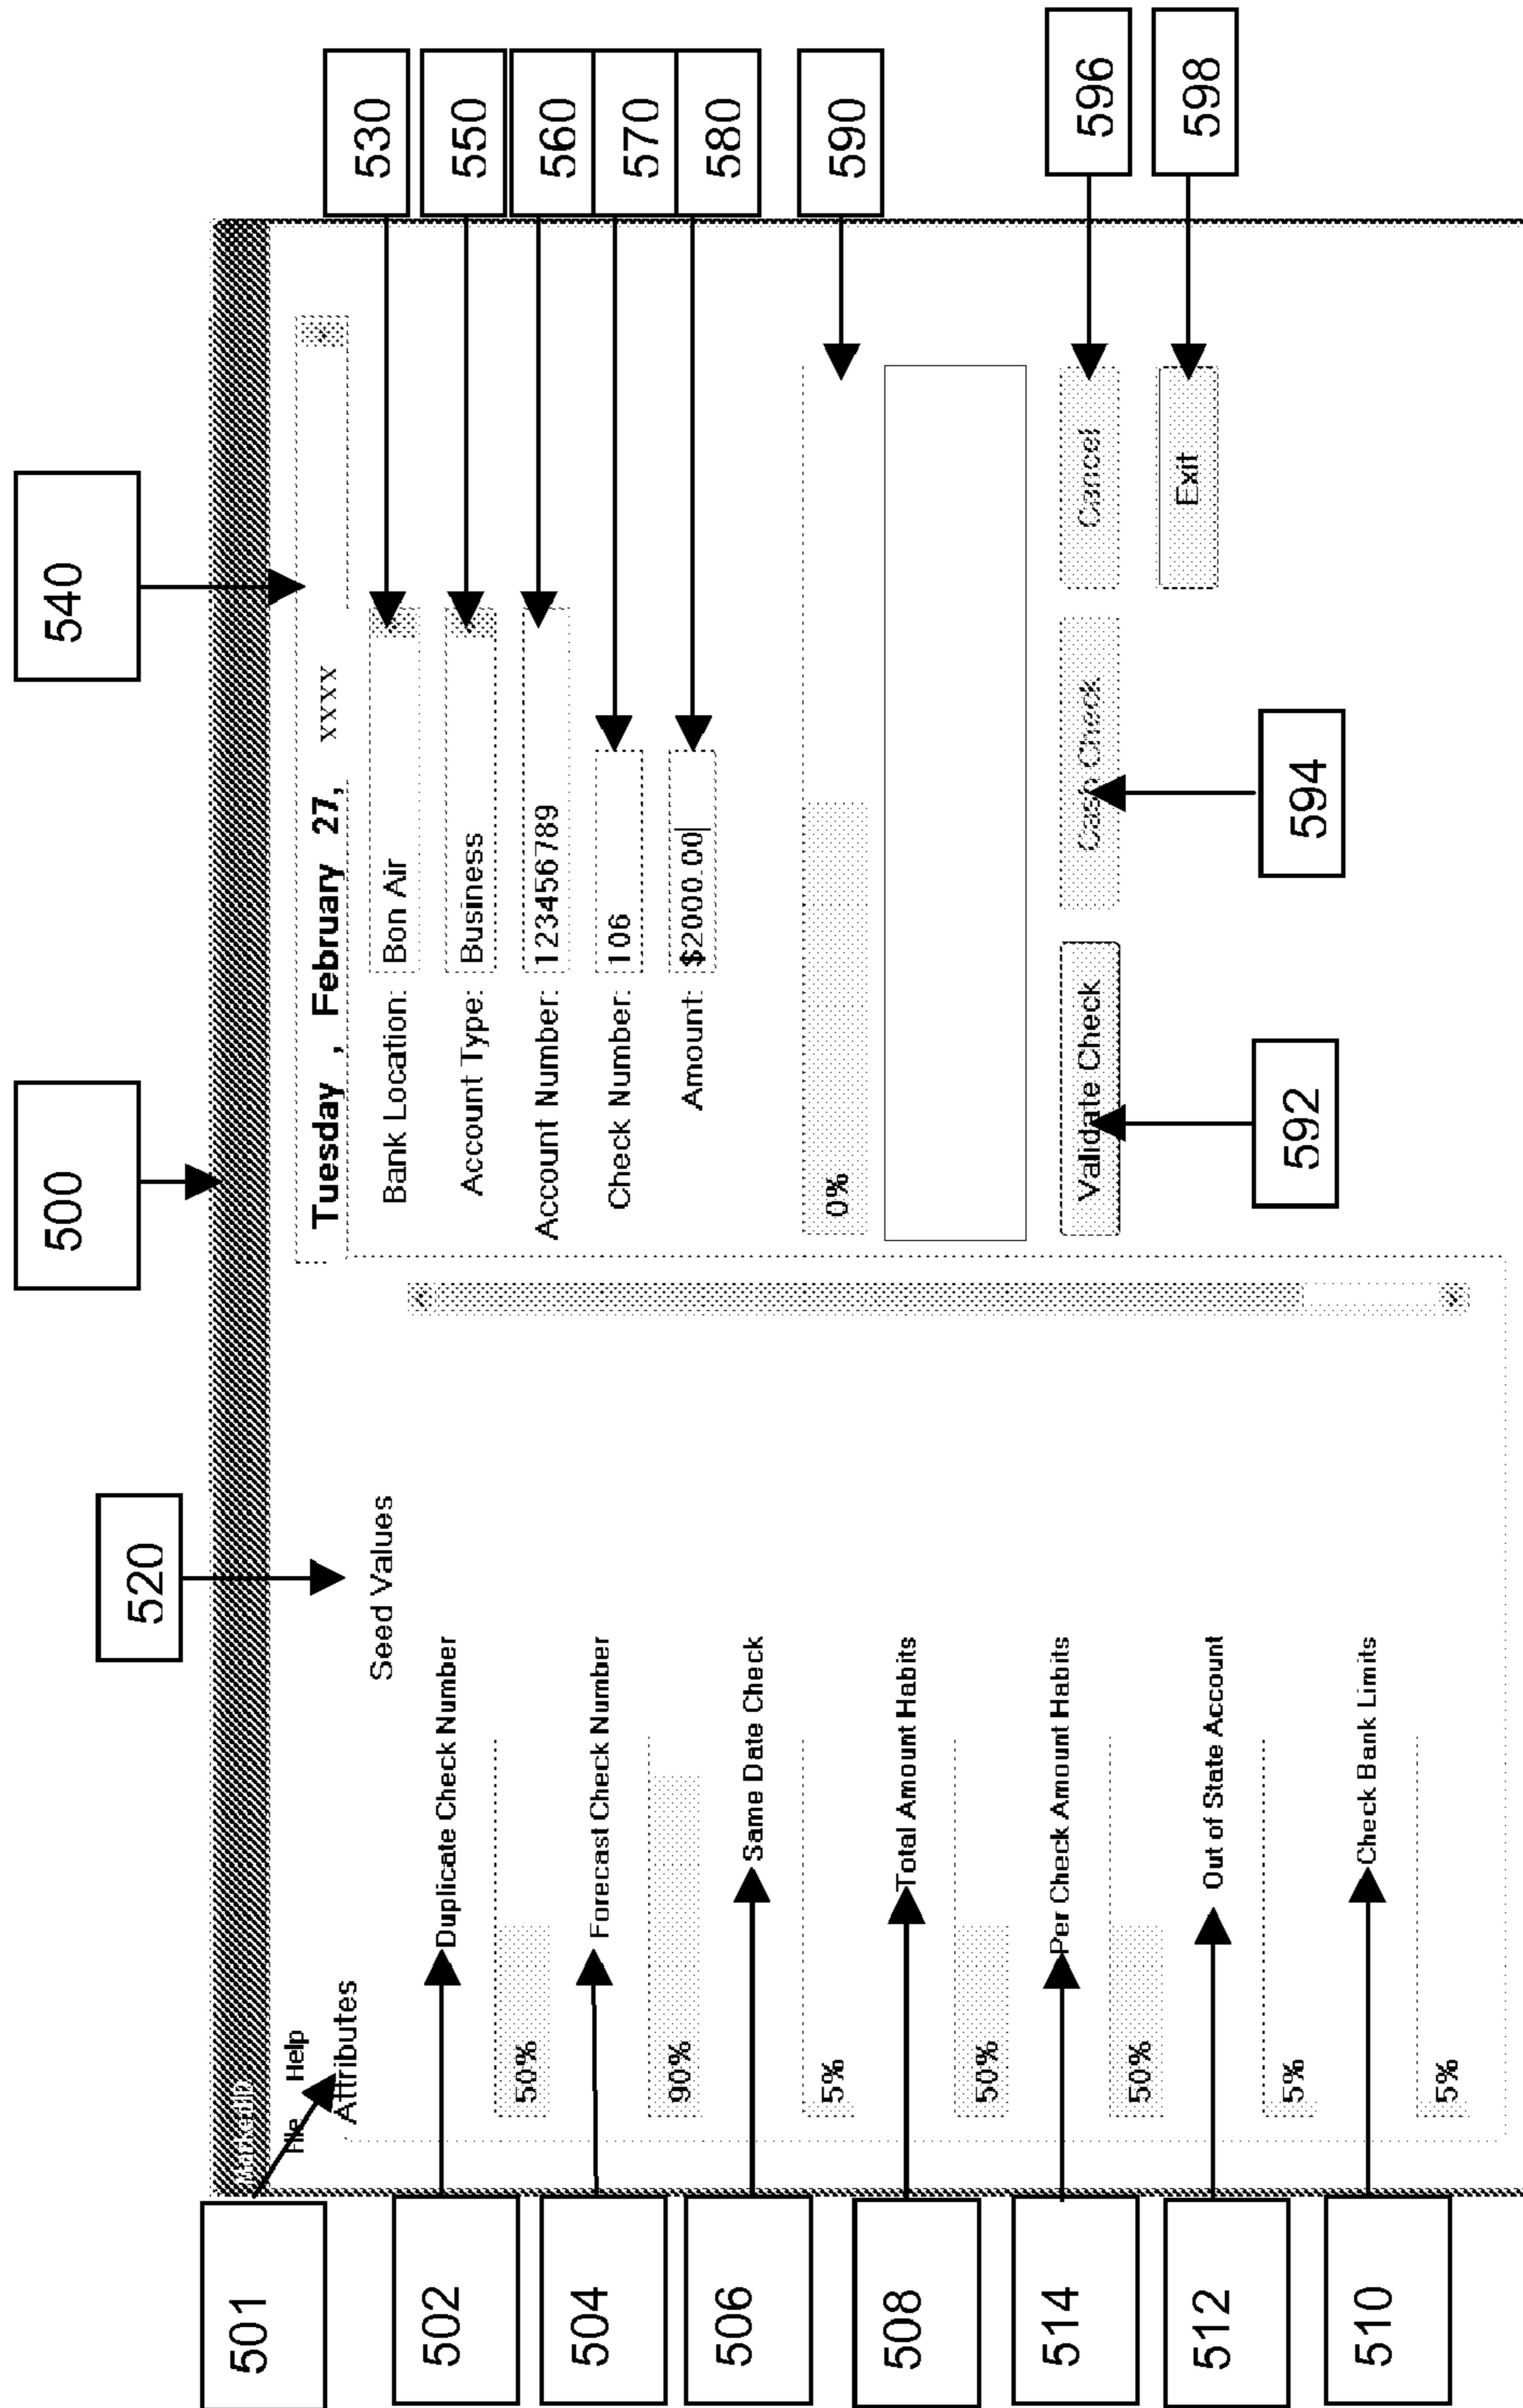 540
500
520
501
File Help
Attributes
Seed Values
502
Duplicate Check Number
50%
504
Forecast Check Number
90%
506
Same Date Check
5%
508
Total Amount Habits
50%
514
Per Check Amount Habits
50%
512
Out of State Account
5%
510
Check Bank Limits
5%
Tuesday , February 27, xxxx
Bank Location: Bon Air
530
Account Type: Business
550
Account Number: 123456789
560
Check Number: 106
570
Amount: $2000.00
580
0%
590
Validate Check Cash Check Cancel
596
Exit
598
592
594